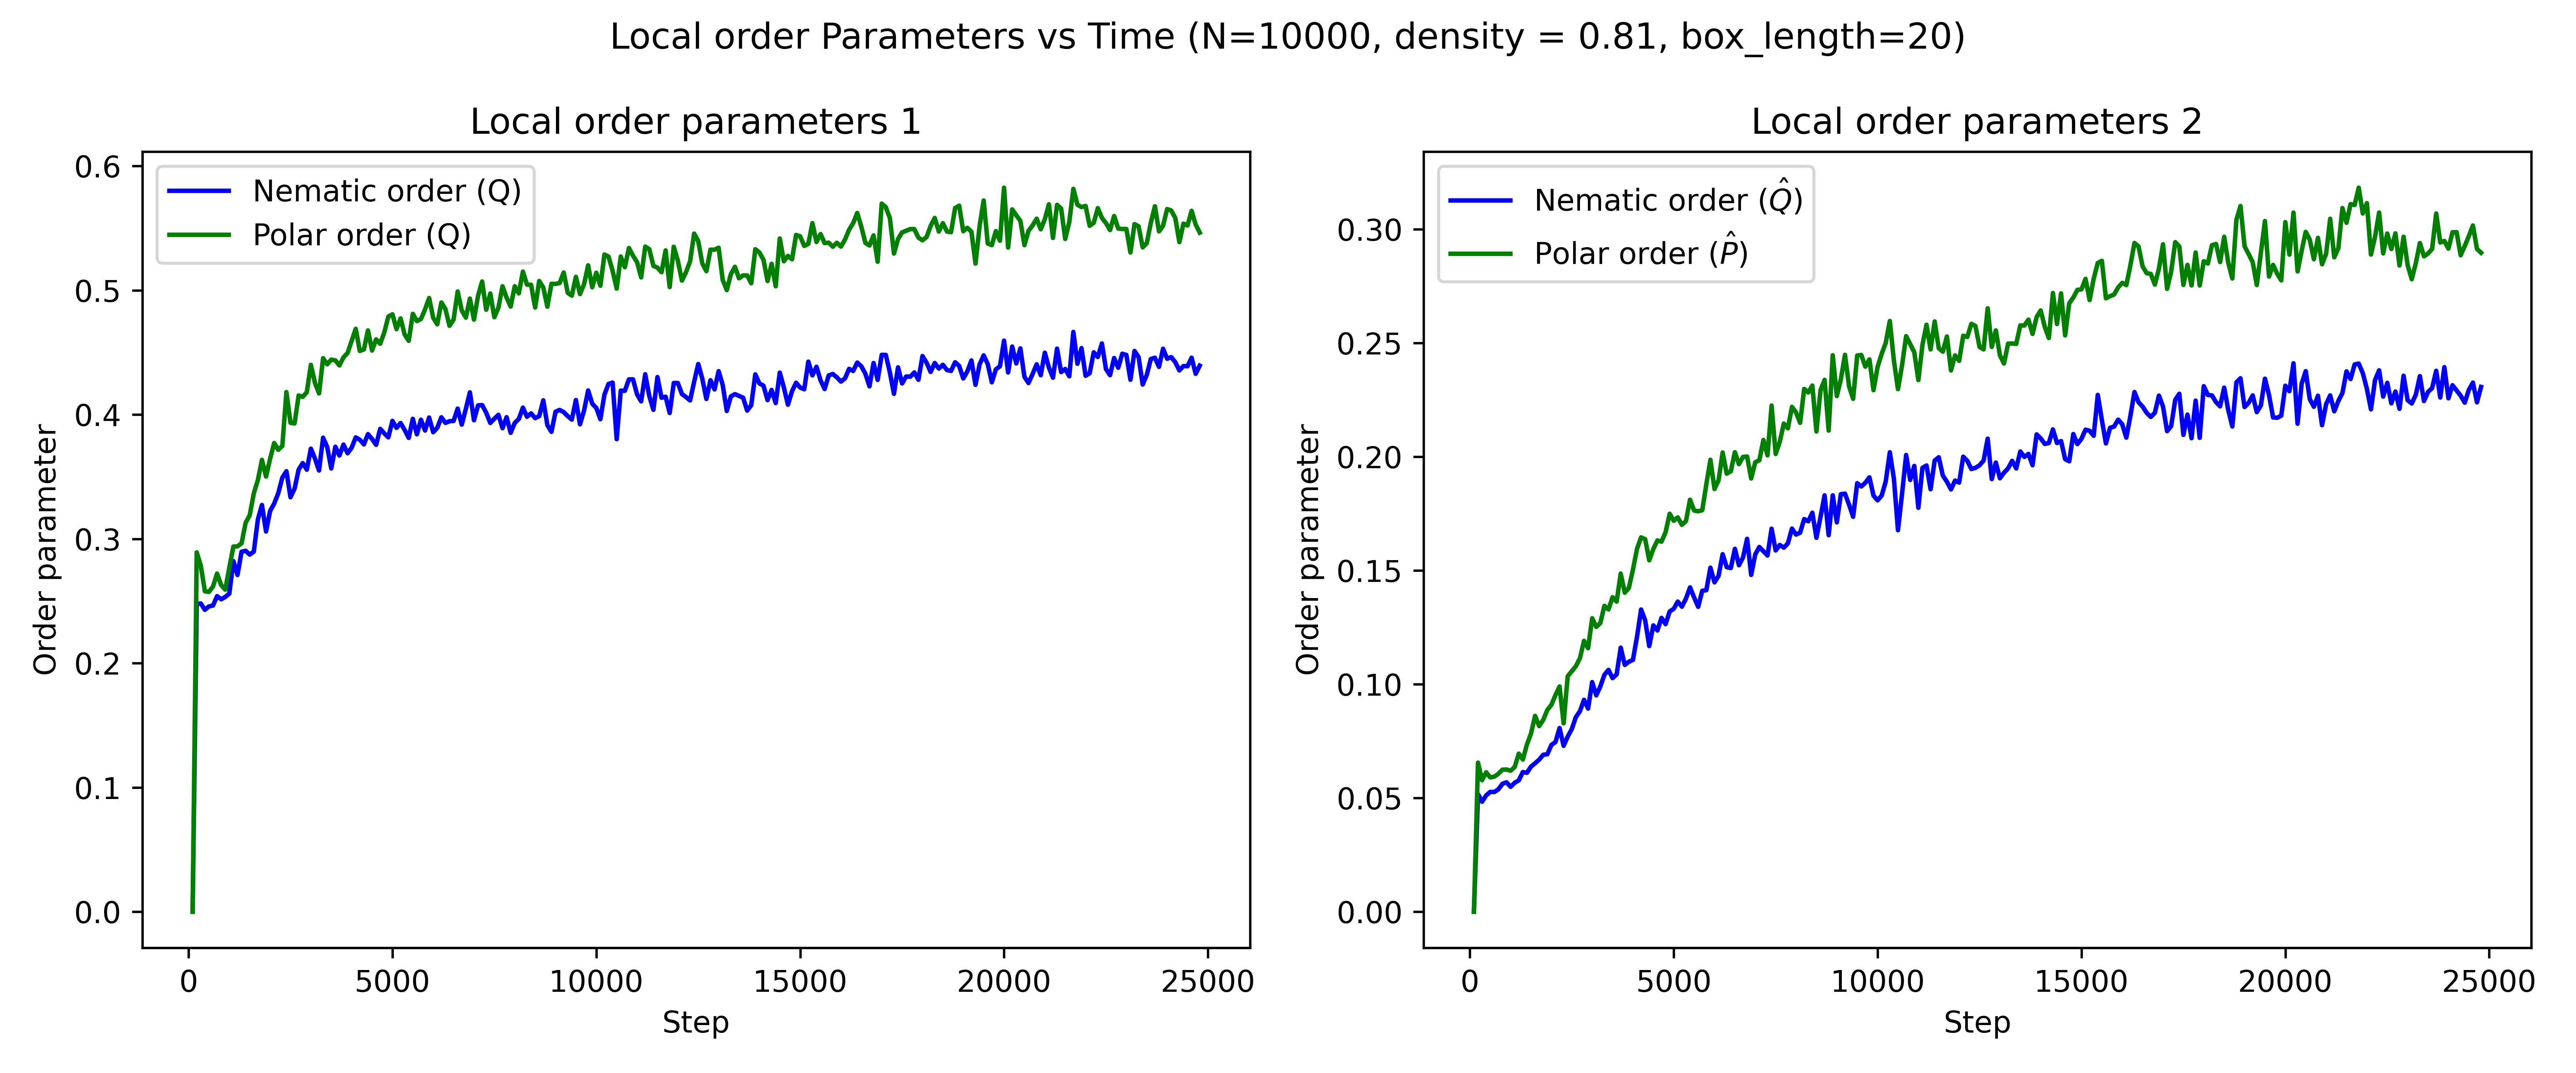 Local order Parameters vs Time (N=10000, density = 0.81, box_length=20)
Local order parameters 1
Nematic order (Q)
Polar order (Q)
0.6
0.5
0.4
0.3
0.2
0.1
0.0
Order parameter
0 5000 10000 15000 20000 25000
Step
Local order parameters 2
Nematic order (Q̂)
Polar order (P̂)
0.30
0.25
0.20
0.15
0.10
0.05
0.00
Order parameter
0 5000 10000 15000 20000 25000
Step